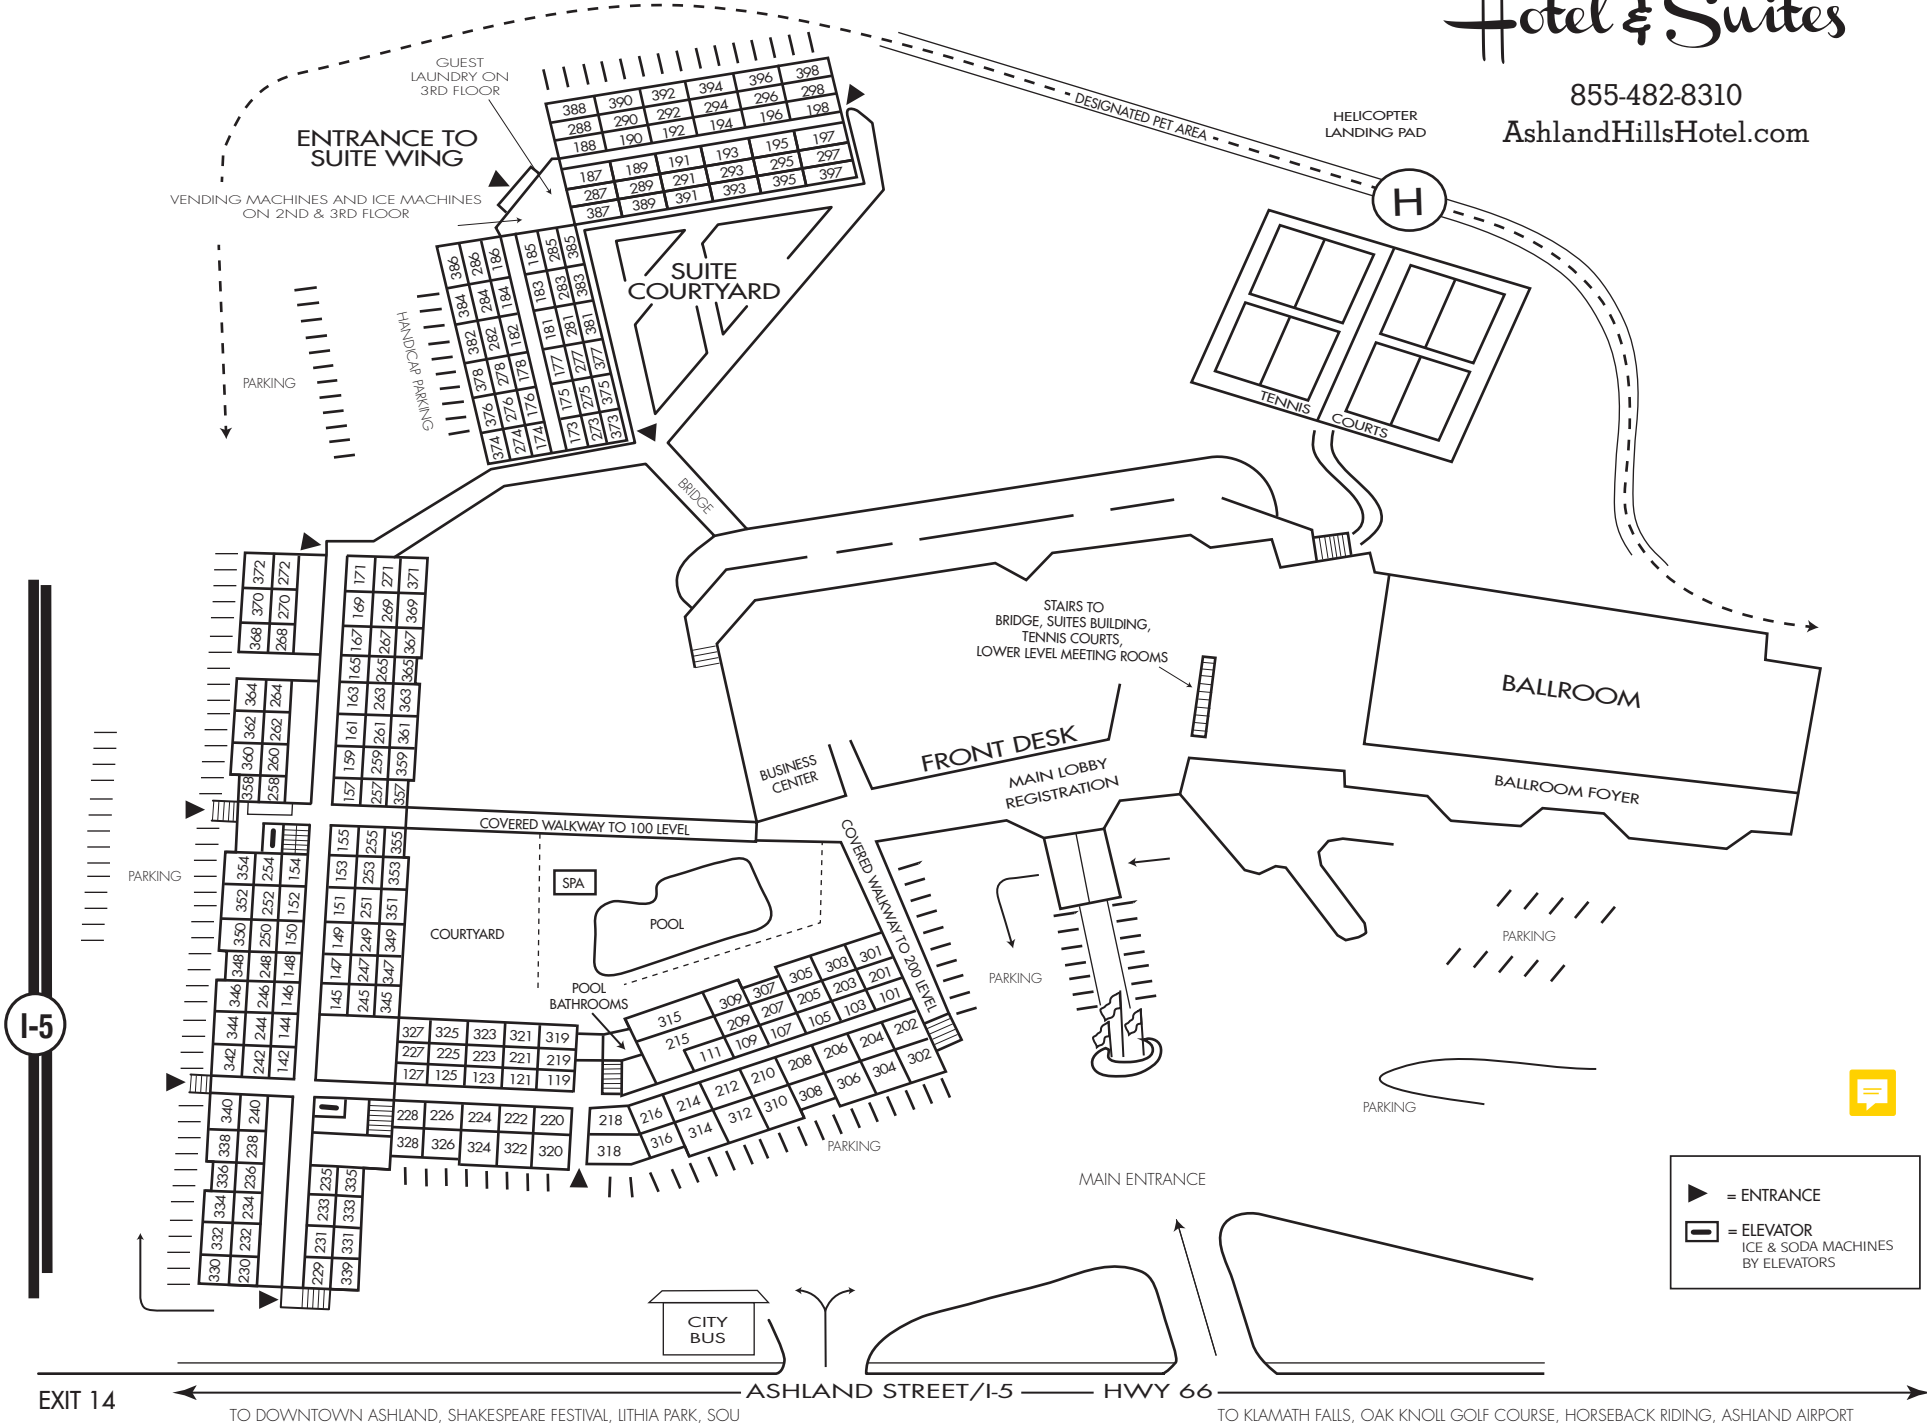 Hotel & Suites
855-482-8310
AshlandHillsHotel.com
GUEST
LAUNDRY ON
3RD FLOOR
ENTRANCE TO
SUITE WING
VENDING MACHINES AND ICE MACHINES
ON 2ND & 3RD FLOOR
388 390 392 394 396 398
288 290 292 294 296 298
188 190 192 194 196 198
187 189 191 193 195 197
287 289 291 293 295 297
387 389 391 393 395 397
DESIGNATED PET AREA
HELICOPTER
LANDING PAD
H
386 286 186 185 285 385
384 284 184 183 283 383
382 282 182 181 281 381
378 278 178 177 277 377
376 276 176 175 275 375
374 274 174 173 273 373
SUITE
COURTYARD
PARKING
HANDICAP PARKING
TENNIS COURTS
BRIDGE
372 272 171 271 371
370 270 169 269 369
368 268 167 267 367
165 265 365
364 264 163 263 363
362 262 161 261 361
360 260 159 259 359
358 258 157 257 357
STAIRS TO
BRIDGE, SUITES BUILDING,
TENNIS COURTS,
LOWER LEVEL MEETING ROOMS
BALLROOM
BALLROOM FOYER
FRONT DESK
MAIN LOBBY
REGISTRATION
BUSINESS
CENTER
COVERED WALKWAY TO 100 LEVEL
COVERED WALKWAY TO 200 LEVEL
155 255 355
354 254 154 153 253 353
352 252 152 151 251 351
350 250 150 149 249 349
348 248 148 147 247 347
346 246 146 145 245 345
344 244 144
342 242 142
PARKING
COURTYARD
SPA
POOL
POOL
BATHROOMS
PARKING
PARKING
I-5
315 309 307 305 303 301
215 209 207 205 203 201
111 109 107 105 103 101
327 325 323 321 319
227 225 223 221 219
127 125 123 121 119
228 226 224 222 220 218 216 214 212 210 208 206 204 202
328 326 324 322 320 318 316 314 312 310 308 306 304 302
PARKING
PARKING
340 240
338 238
336 236 235 335
334 234 233 333
332 232 231 331
330 230 229 339
MAIN ENTRANCE
= ENTRANCE
= ELEVATOR
ICE & SODA MACHINES
BY ELEVATORS
CITY
BUS
EXIT 14
ASHLAND STREET/I-5 HWY 66
TO DOWNTOWN ASHLAND, SHAKESPEARE FESTIVAL, LITHIA PARK, SOU
TO KLAMATH FALLS, OAK KNOLL GOLF COURSE, HORSEBACK RIDING, ASHLAND AIRPORT